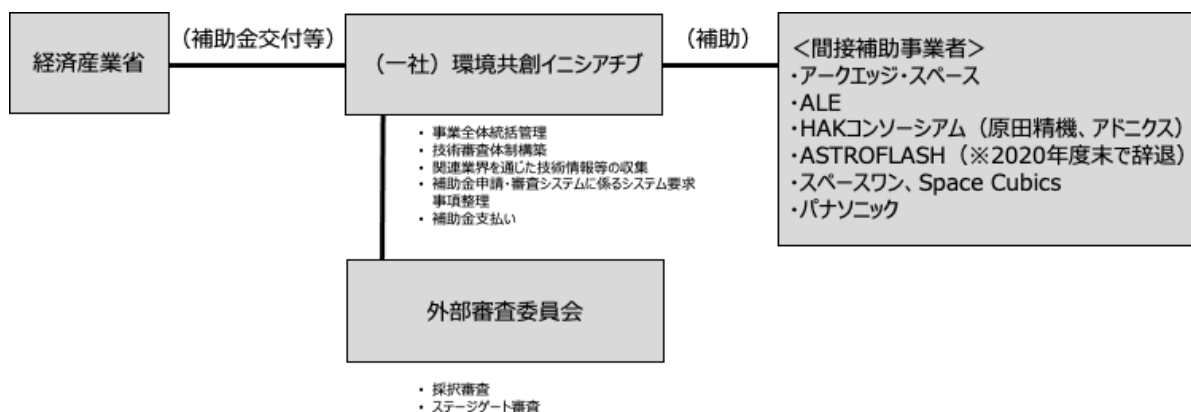 経済産業省
（補助金交付等）
（一社）環境共創イニシアチブ
（補助）
・事業全体統括管理
・技術審査体制構築
・関連業界を通じた技術情報等の収集
・補助金申請・審査システムに係るシステム要求
事項整理
・補助金支払い
＜間接補助事業者＞
・アークエッジ・スペース
・ALE
・HAKコンソーシアム（原田精機、アドニクス）
・ASTROFLASH（※2020年度末で辞退）
・スペースワン、Space Cubics
・パナソニック
外部審査委員会
・採択審査
・ステージゲート審査